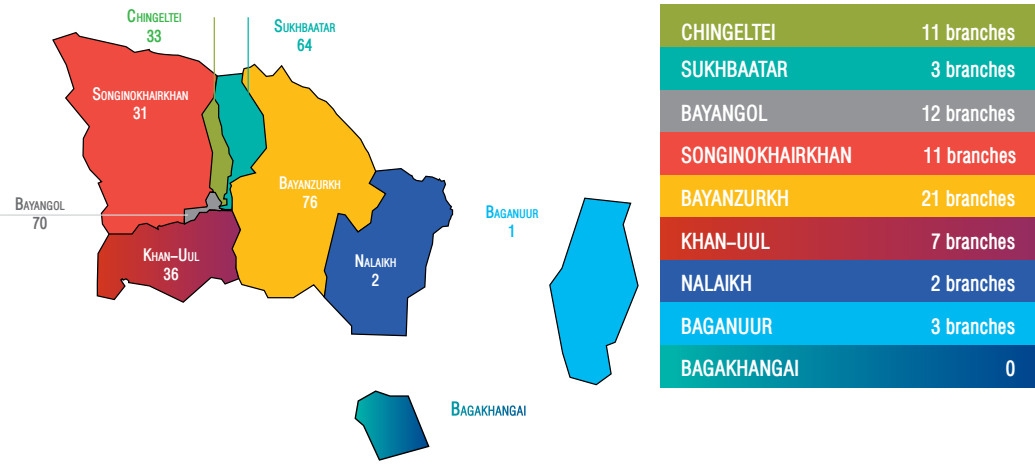 Chingeltei
33
Sukhbaatar
64
Songinokhairkhan
31
Bayangol
70
Bayanzurkh
76
Khan–Uul
36
Nalaikh
2
Baganuur
1
Bagakhangai
CHINGELTEI 11 branches
SUKHBAATAR 3 branches
BAYANGOL 12 branches
SONGINOKHAIRKHAN 11 branches
BAYANZURKH 21 branches
KHAN–UUL 7 branches
NALAIKH 2 branches
BAGANUUR 3 branches
BAGAKHANGAI 0